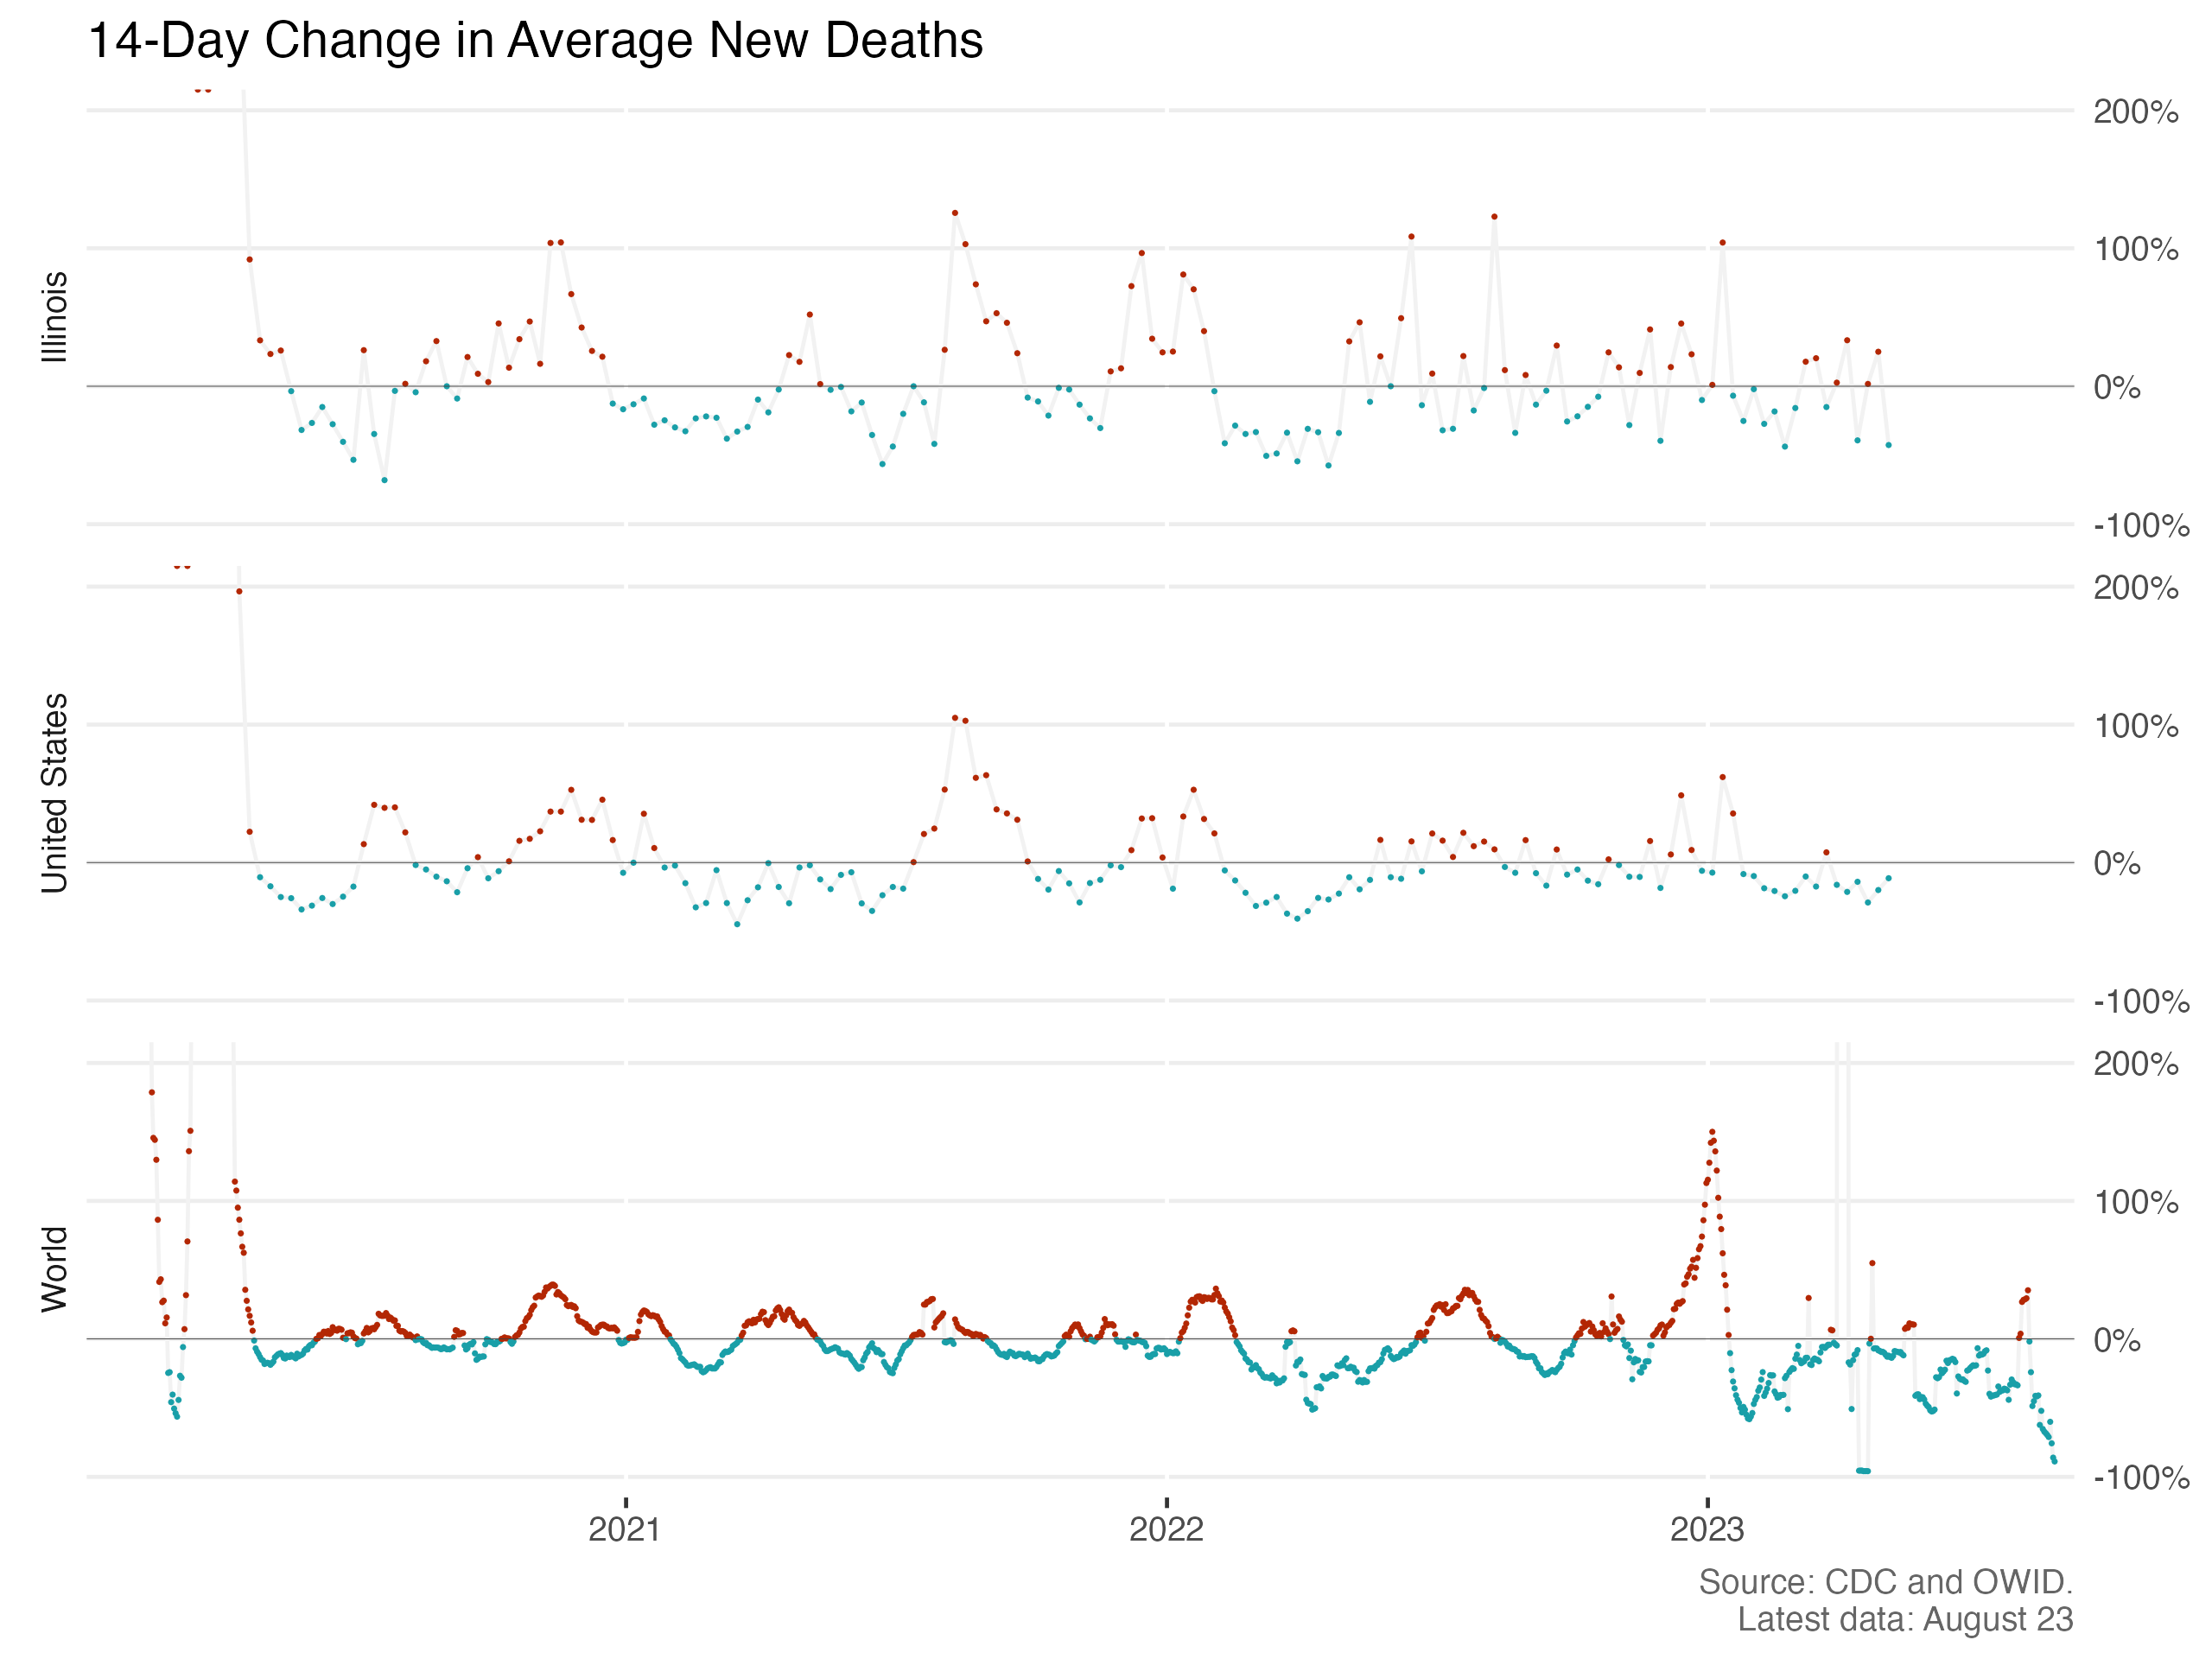 14-Day Change in Average New Deaths
Illinois
200%
100%
0%
-100%
United States
200%
100%
0%
-100%
World
200%
100%
0%
-100%
2021
2022
2023
Source: CDC and OWID.
Latest data: August 23